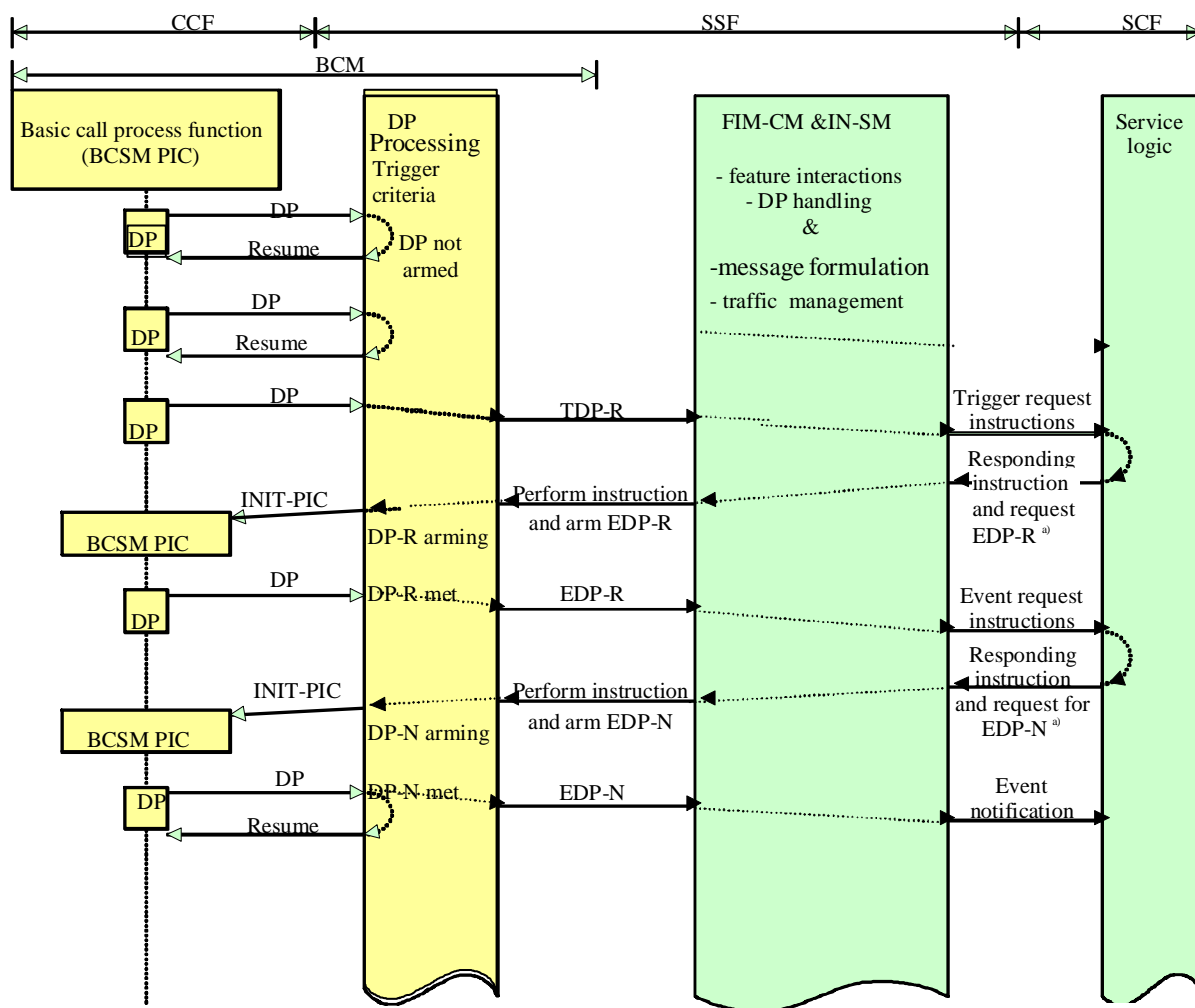 CCF
SSF
SCF
BCM
Basic call process function
(BCSM PIC)
DP
Processing
Trigger
criteria
FIM-CM &IN-SM
- feature interactions
- DP handling
&
-message formulation
- traffic management
Service
logic
DP
DP
Resume
DP not
armed
DP
DP
Resume
DP
DP
TDP-R
Trigger request
instructions
Responding
instruction
and request
EDP-R a)
Perform instruction
and arm EDP-R
INIT-PIC
DP-R arming
BCSM PIC
DP
DP
DP-R met
EDP-R
Event request
instructions
Responding
instruction
and request for
EDP-N a)
Perform instruction
and arm EDP-N
INIT-PIC
DP-N arming
BCSM PIC
DP
DP
DP-N met
EDP-N
Event
notification
Resume